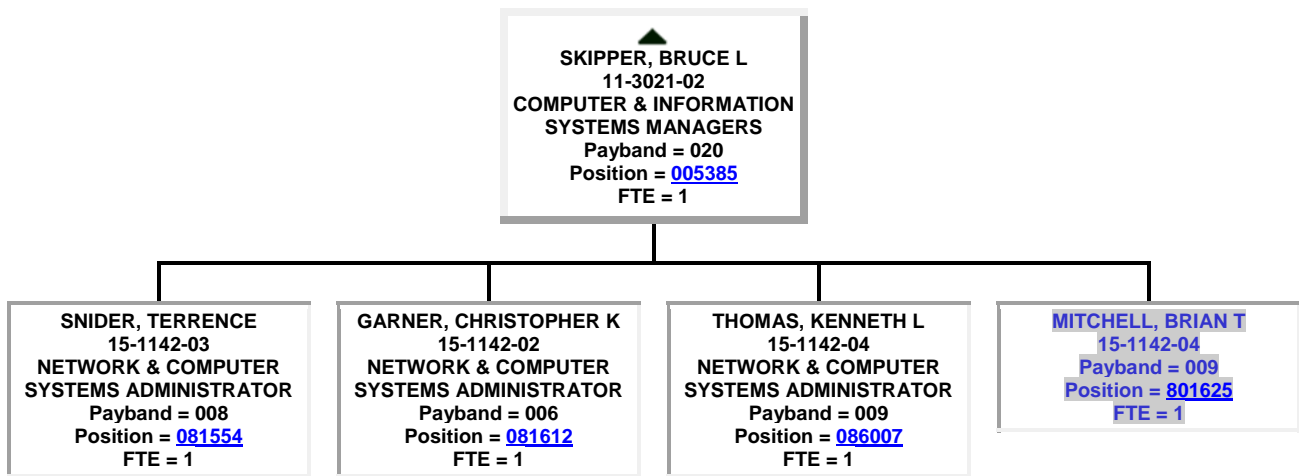 SKIPPER, BRUCE L
11-3021-02
COMPUTER & INFORMATION
SYSTEMS MANAGERS
Payband = 020
Position = 005385
FTE = 1
SNIDER, TERRENCE
15-1142-03
NETWORK & COMPUTER
SYSTEMS ADMINISTRATOR
Payband = 008
Position = 081554
FTE = 1
GARNER, CHRISTOPHER K
15-1142-02
NETWORK & COMPUTER
SYSTEMS ADMINISTRATOR
Payband = 006
Position = 081612
FTE = 1
THOMAS, KENNETH L
15-1142-04
NETWORK & COMPUTER
SYSTEMS ADMINISTRATOR
Payband = 009
Position = 086007
FTE = 1
MITCHELL, BRIAN T
15-1142-04
Payband = 009
Position = 801625
FTE = 1